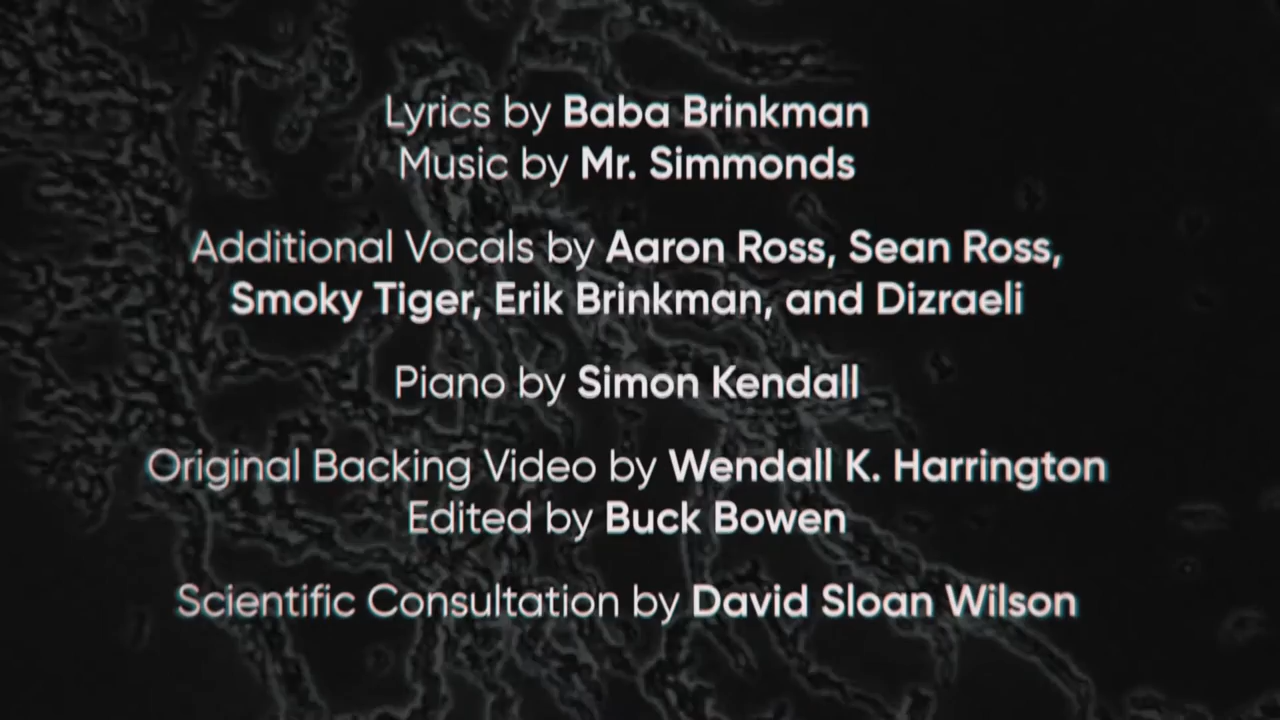 Lyrics by Baba Brinkman
Music by Mr. Simmonds
Additional Vocals by Aaron Ross, Sean Ross,
Smoky Tiger, Erik Brinkman, and Dizraeli
Piano by Simon Kendall
Original Backing Video by Wendall K. Harrington
Edited by Buck Bowen
Scientific Consultation by David Sloan Wilson